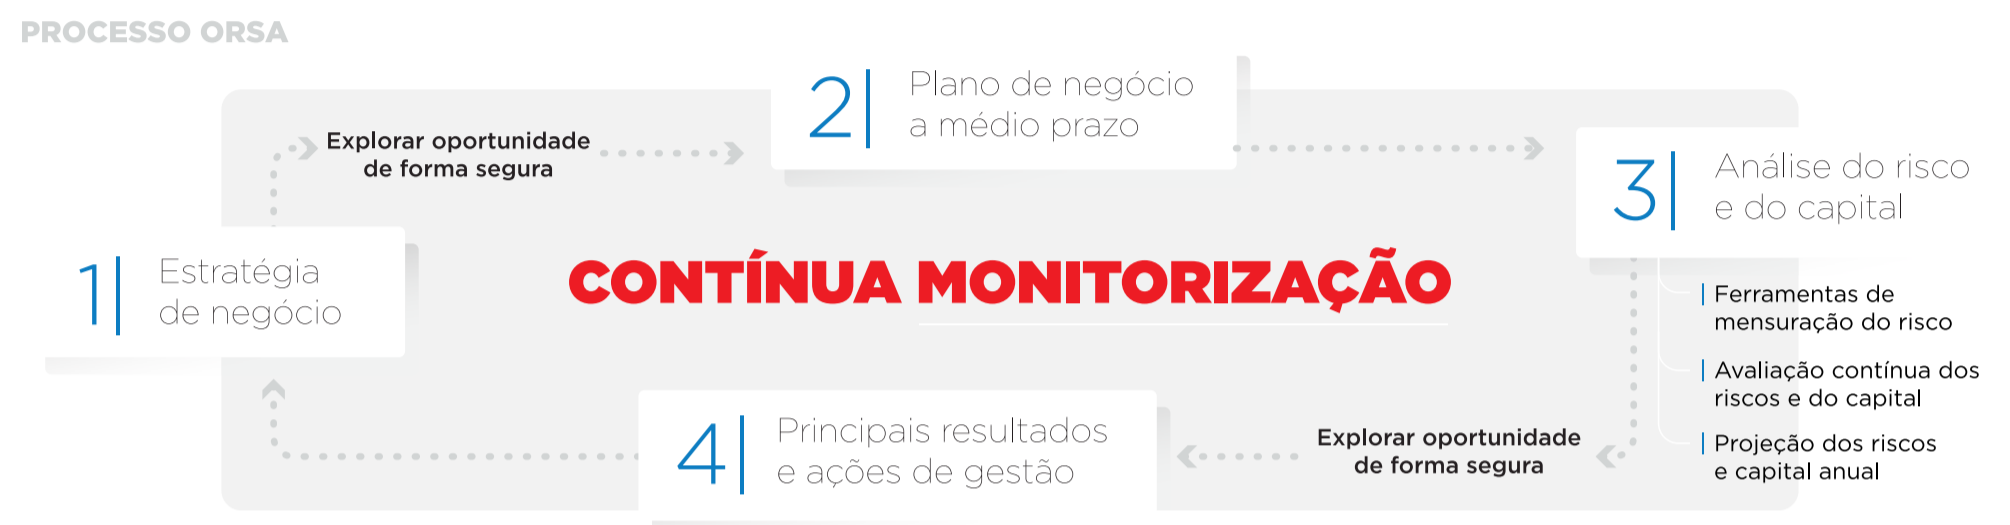 PROCESSO ORSA
1
Estratégia
de negócio
Explorar oportunidade
de forma segura
2
Plano de negócio
a médio prazo
3
Análise do risco
e do capital
Ferramentas de
mensuração do risco
Avaliação contínua dos
riscos e do capital
Projeção dos riscos
e capital anual
CONTÍNUA MONITORIZAÇÃO
Explorar oportunidade
de forma segura
4
Principais resultados
e ações de gestão